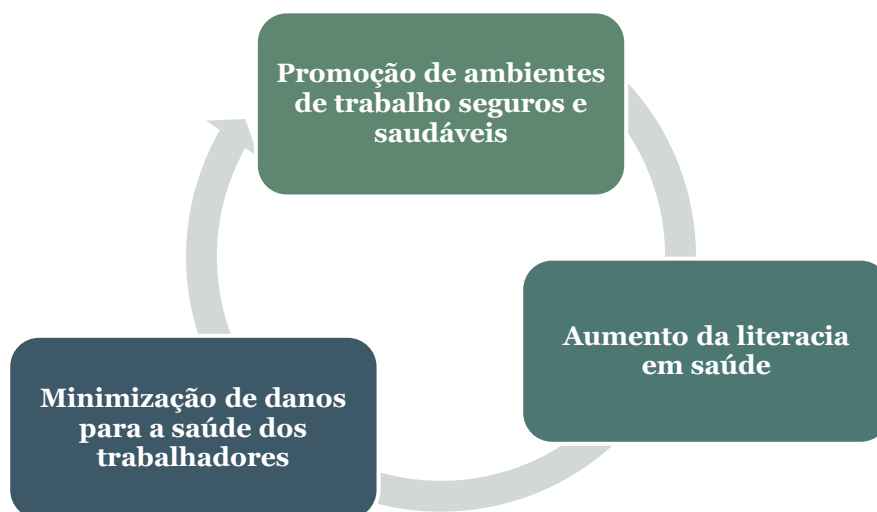 Promoção de ambientes
de trabalho seguros e
saudáveis
Aumento da literacia
em saúde
Minimização de danos
para a saúde dos
trabalhadores